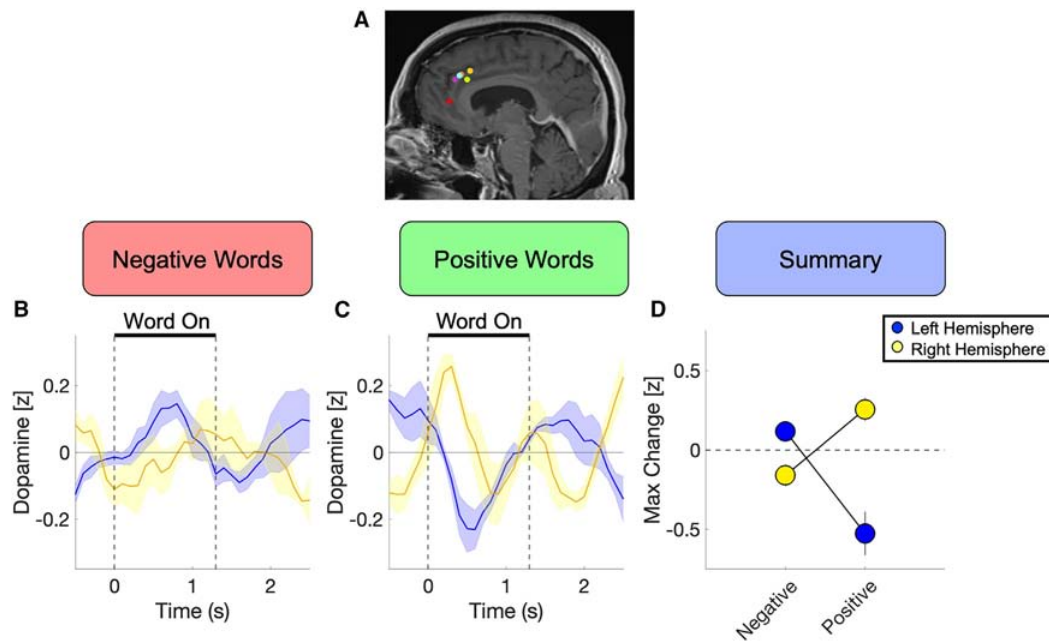 A
Negative Words
Positive Words
Summary
B
Word On
Dopamine [z]
0.2
0
-0.2
0
1
2
Time (s)
C
Word On
Dopamine [z]
0.2
0
-0.2
0
1
2
Time (s)
D
Left Hemisphere
Right Hemisphere
Max Change [z]
0.5
0
-0.5
Negative
Positive